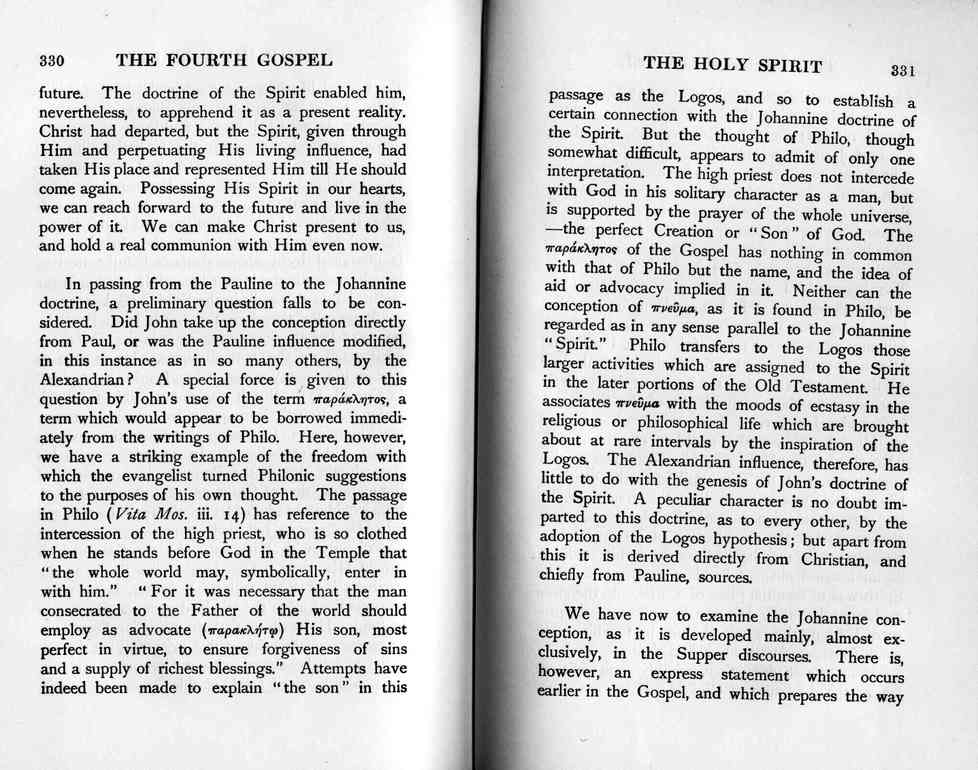 330 THE FOURTH GOSPEL
future. The doctrine of the Spirit enabled him,
nevertheless, to apprehend it as a present reality.
Christ had departed, but the Spirit, given through
Him and perpetuating His living influence, had
taken His place and represented Him till He should
come again. Possessing His Spirit in our hearts,
we can reach forward to the future and live in the
power of it. We can make Christ present to us,
and hold a real communion with Him even now.
In passing from the Pauline to the Johannine
doctrine, a preliminary question falls to be con-
sidered. Did John take up the conception directly
from Paul, or was the Pauline influence modified,
in this instance as in so many others, by the
Alexandrian? A special force is given to this
question by John's use of the term παράκλητος, a
term which would appear to be borrowed immedi-
ately from the writings of Philo. Here, however,
we have a striking example of the freedom with
which the evangelist turned Philonic suggestions
to the purposes of his own thought. The passage
in Philo (Vita Mos. iii. 14) has reference to the
intercession of the high priest, who is so clothed
when he stands before God in the Temple that
"the whole world may, symbolically, enter in
with him." "For it was necessary that the man
consecrated to the Father of the world should
employ as advocate (παρακλήτῳ) His son, most
perfect in virtue, to ensure forgiveness of sins
and a supply of richest blessings." Attempts have
indeed been made to explain "the son" in this
THE HOLY SPIRIT 331
passage as the Logos, and so to establish a
certain connection with the Johannine doctrine of
the Spirit. But the thought of Philo, though
somewhat difficult, appears to admit of only one
interpretation. The high priest does not intercede
with God in his solitary character as a man, but
is supported by the prayer of the whole universe,
—the perfect Creation or "Son" of God. The
παράκλητος of the Gospel has nothing in common
with that of Philo but the name, and the idea of
aid or advocacy implied in it. Neither can the
conception of πνεῦμα, as it is found in Philo, be
regarded as in any sense parallel to the Johannine
"Spirit." Philo transfers to the Logos those
larger activities which are assigned to the Spirit
in the later portions of the Old Testament. He
associates πνεῦμα with the moods of ecstasy in the
religious or philosophical life which are brought
about at rare intervals by the inspiration of the
Logos. The Alexandrian influence, therefore, has
little to do with the genesis of John's doctrine of
the Spirit. A peculiar character is no doubt im-
parted to this doctrine, as to every other, by the
adoption of the Logos hypothesis; but apart from
this it is derived directly from Christian, and
chiefly from Pauline, sources.
We have now to examine the Johannine con-
ception, as it is developed mainly, almost ex-
clusively, in the Supper discourses. There is,
however, an express statement which occurs
earlier in the Gospel, and which prepares the way